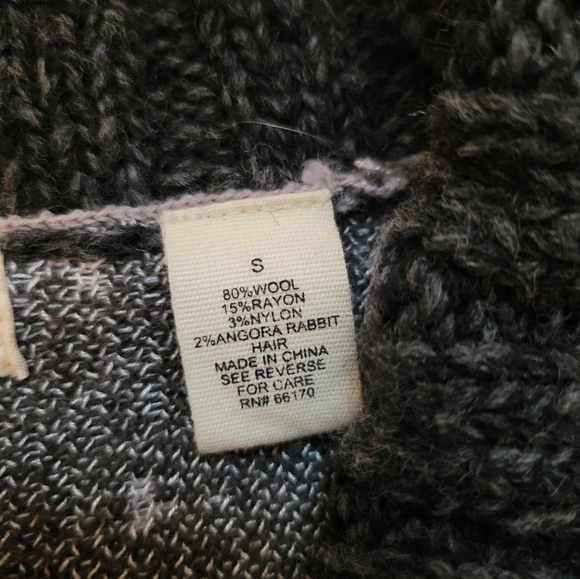 S
80%WOOL
15%RAYON
3%NYLON
2%ANGORA RABBIT
HAIR
MADE IN CHINA
SEE REVERSE
FOR CARE
RN# 66170